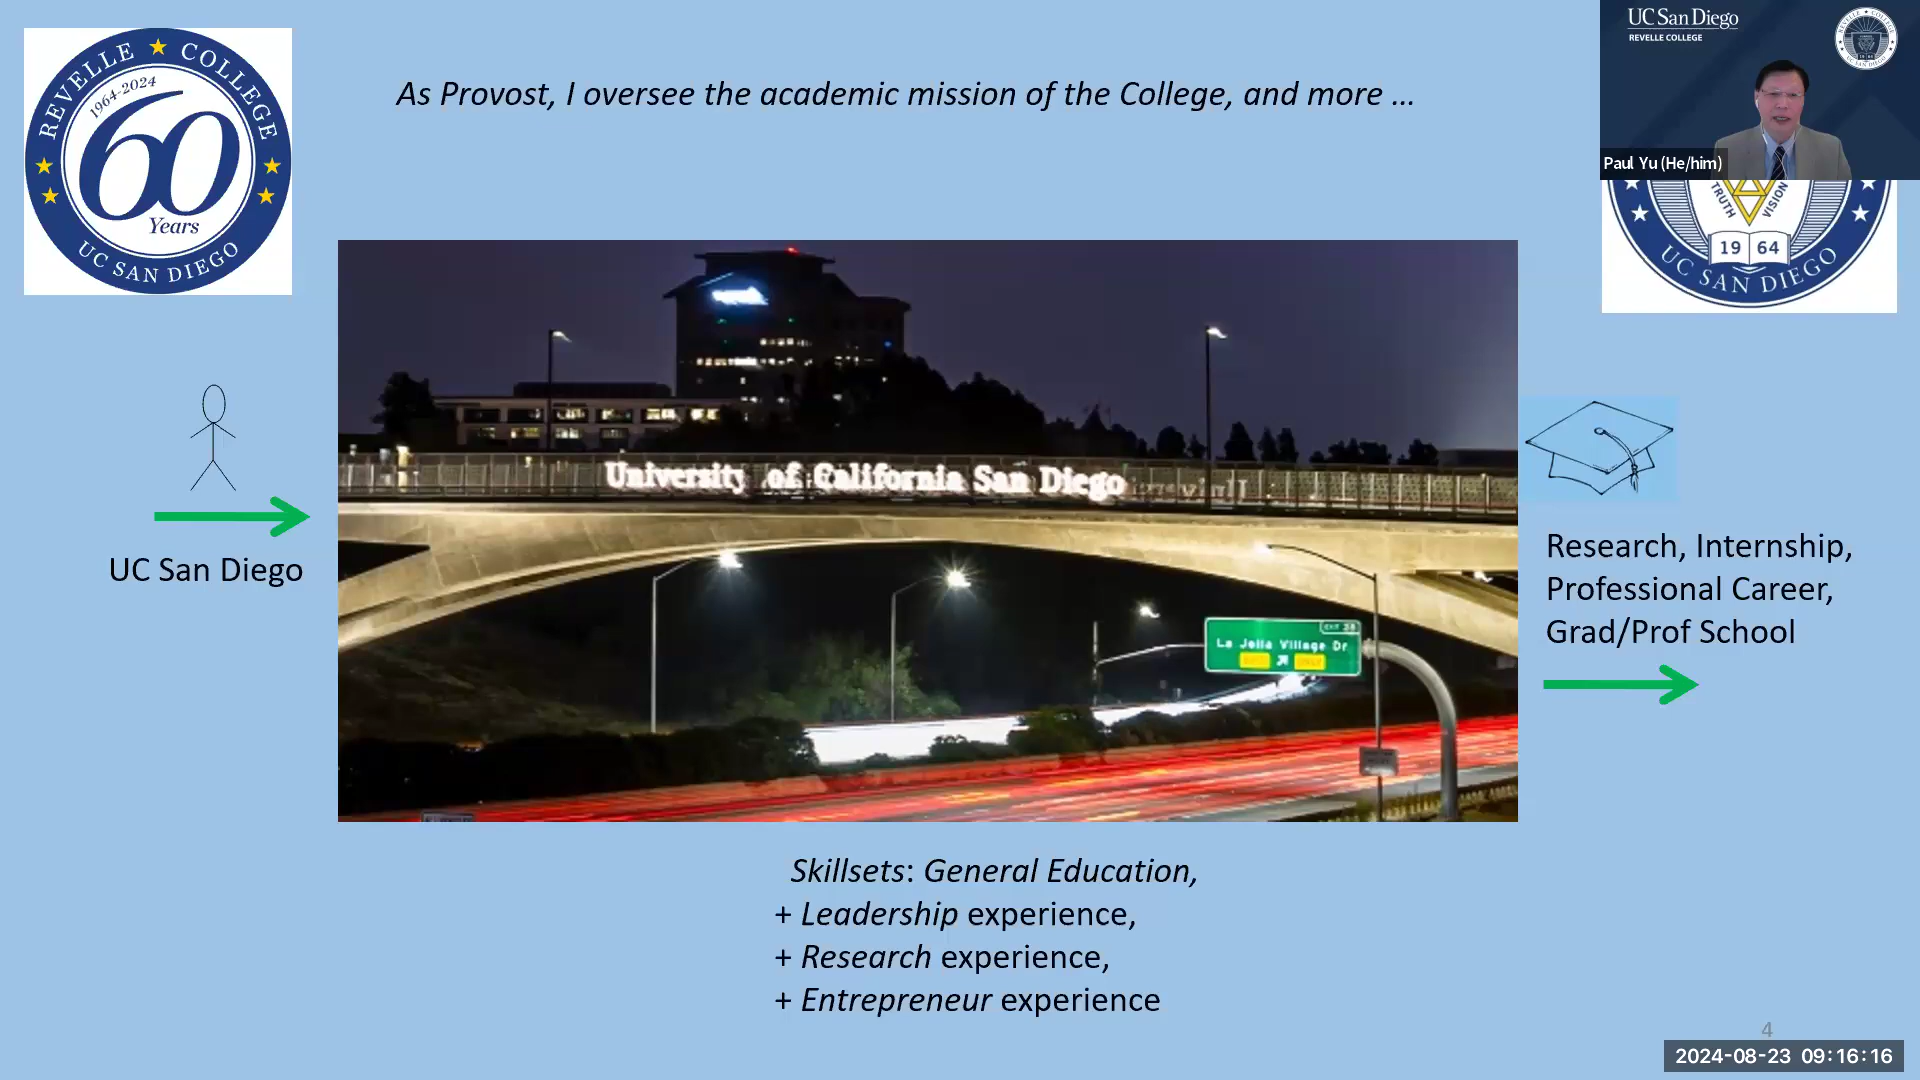 REVELLE COLLEGE
1964-2024
60
Years
UC SAN DIEGO
As Provost, I oversee the academic mission of the College, and more ...
UC San Diego
REVELLE COLLEGE
Paul Yu (He/him)
TRUTH VISION
19 64
UC SAN DIEGO
University of California San Diego
EXIT 28
La Jolla Village Dr
UC San Diego
Research, Internship,
Professional Career,
Grad/Prof School
Skillsets: General Education,
+ Leadership experience,
+ Research experience,
+ Entrepreneur experience
4
2024-08-23 09:16:16